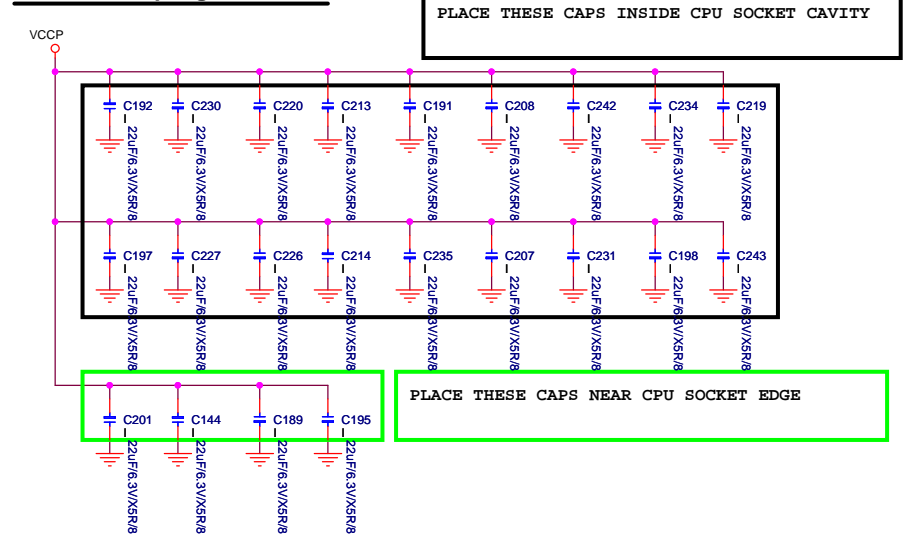 PLACE THESE CAPS INSIDE CPU SOCKET CAVITY
VCCP
C192 C230 C220 C213 C191 C208 C242 C234 C219
22uF/6.3V/X5R/8 22uF/6.3V/X5R/8 22uF/6.3V/X5R/8 22uF/6.3V/X5R/8 22uF/6.3V/X5R/8 22uF/6.3V/X5R/8 22uF/6.3V/X5R/8 22uF/6.3V/X5R/8 22uF/6.3V/X5R/8
C197 C227 C226 C214 C235 C207 C231 C198 C243
22uF/6.3V/X5R/8 22uF/6.3V/X5R/8 22uF/6.3V/X5R/8 22uF/6.3V/X5R/8 22uF/6.3V/X5R/8 22uF/6.3V/X5R/8 22uF/6.3V/X5R/8 22uF/6.3V/X5R/8 22uF/6.3V/X5R/8
PLACE THESE CAPS NEAR CPU SOCKET EDGE
C201 C144 C189 C195
22uF/6.3V/X5R/8 22uF/6.3V/X5R/8 22uF/6.3V/X5R/8 22uF/6.3V/X5R/8